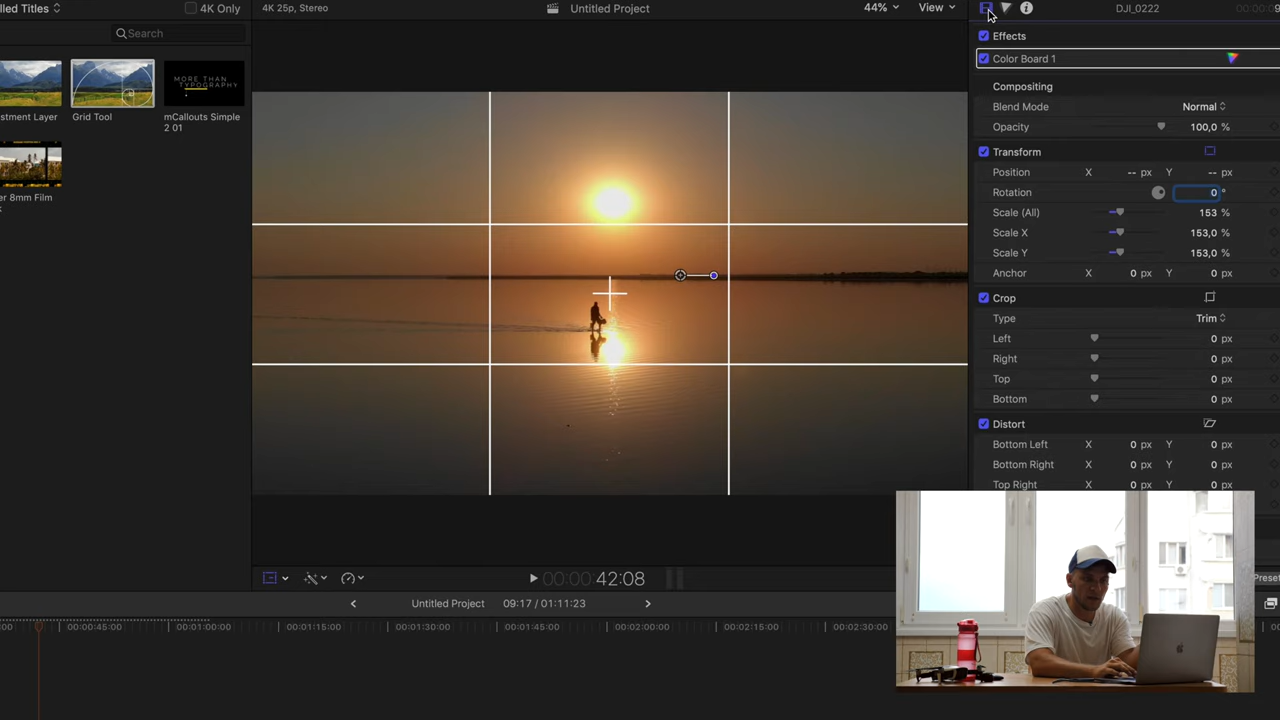 lled Titles
4K Only
4K 25p, Stereo
Untitled Project
44%
View
DJI_0222
Search
Effects
Color Board 1
stment Layer
Grid Tool
mCallouts Simple
2 01
MORE THAN
TYPOGRAPHY
er 8mm Film
k
Compositing
Blend Mode Normal
Opacity 100,0 %
Transform
Position X -- px Y -- px
Rotation 0 °
Scale (All) 153 %
Scale X 153,0 %
Scale Y 153,0 %
Anchor X 0 px Y 0 px
Crop
Type Trim
Left 0 px
Right 0 px
Top 0 px
Bottom 0 px
Distort
Bottom Left X 0 px Y 0 px
Bottom Right X 0 px Y 0 px
Top Right X 0 px Y 0 px
Preset
00:00:42:08
Untitled Project 09:17 / 01:11:23
:00 00:00:45:00 00:01:00:00 00:01:15:00 00:01:30:00 00:01:45:00 00:02:00:00 00:02:15:00 00:02:30:00